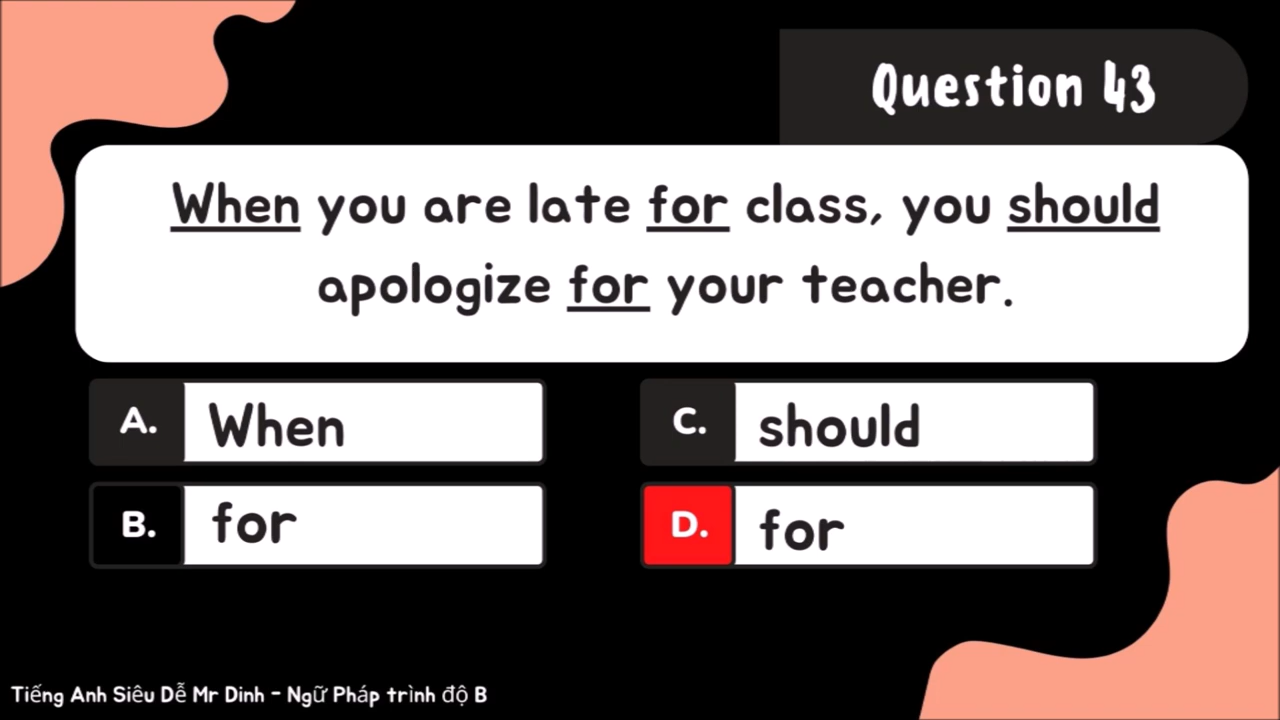 Question 43
When you are late for class, you should
apologize for your teacher.
A. When
C. should
B. for
D. for
Tiếng Anh Siêu Dễ Mr Dinh - Ngữ Pháp trình độ B